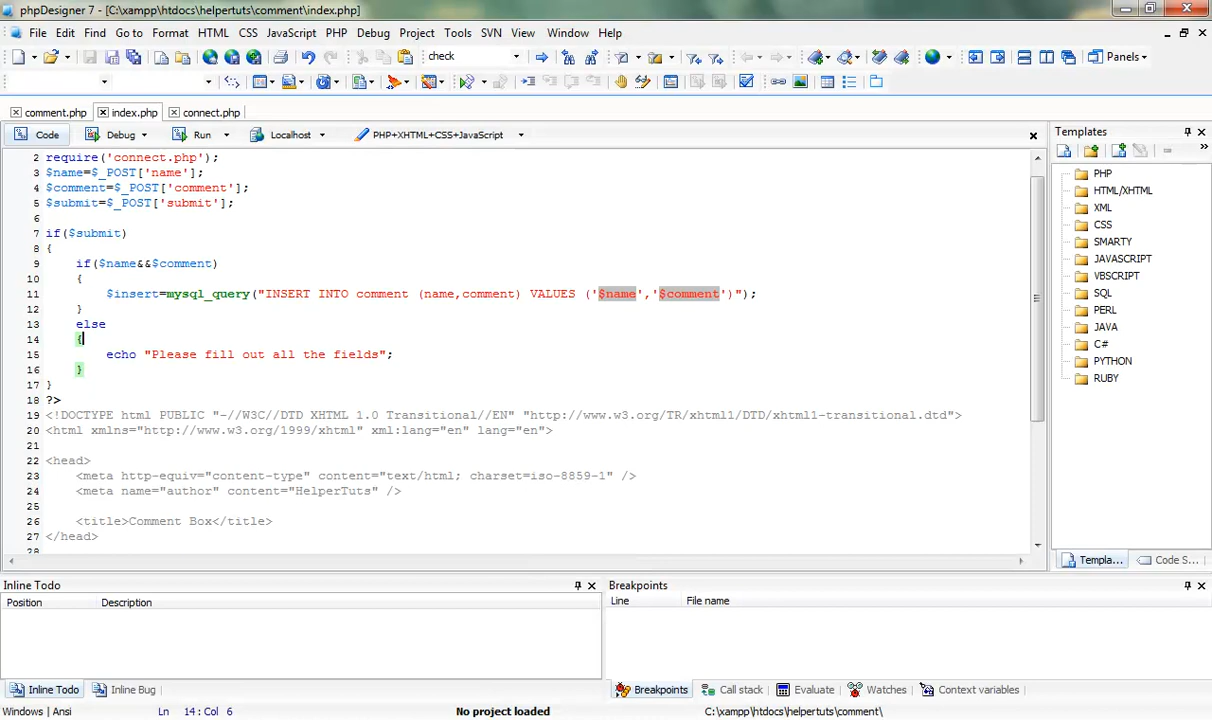 phpDesigner 7 - [C:\xampp\htdocs\helpertuts\comment\index.php]
File Edit Find Go to Format HTML CSS JavaScript PHP Debug Project Tools SVN View Window Help
check
Panels
comment.php index.php connect.php
Code Debug Run Localhost PHP+XHTML+CSS+JavaScript
2 require('connect.php');
3 $name=$_POST['name'];
4 $comment=$_POST['comment'];
5 $submit=$_POST['submit'];
6
7 if($submit)
8 {
9 if($name&&$comment)
10 {
11 $insert=mysql_query("INSERT INTO comment (name,comment) VALUES ('$name','$comment')");
12 }
13 else
14 {
15 echo "Please fill out all the fields";
16 }
17 }
18 ?>
19 <!DOCTYPE html PUBLIC "-//W3C//DTD XHTML 1.0 Transitional//EN" "http://www.w3.org/TR/xhtml1/DTD/xhtml1-transitional.dtd">
20 <html xmlns="http://www.w3.org/1999/xhtml" xml:lang="en" lang="en">
21
22 <head>
23 <meta http-equiv="content-type" content="text/html; charset=iso-8859-1" />
24 <meta name="author" content="HelperTuts" />
25
26 <title>Comment Box</title>
27 </head>
28
Templates
PHP
HTML/XHTML
XML
CSS
SMARTY
JAVASCRIPT
VBSCRIPT
SQL
PERL
JAVA
C#
PYTHON
RUBY
Templa... Code S...
Inline Todo
Position Description
Inline Todo Inline Bug
Breakpoints
Line File name
Breakpoints Call stack Evaluate Watches Context variables
Windows | Ansi Ln 14 : Col 6 No project loaded C:\xampp\htdocs\helpertuts\comment\